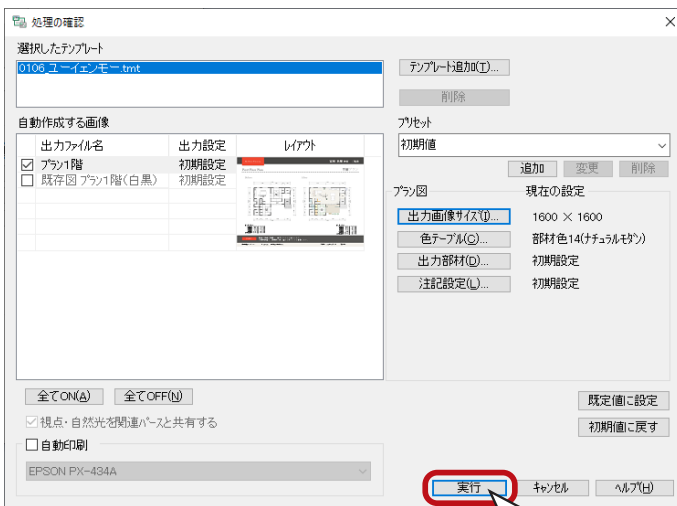 処理の確認
選択したテンプレート
0106_ユーイェンモー.tmt
テンプレート追加(T)...
削除
自動作成する画像
出力ファイル名 出力設定 レイアウト
プラン1階 初期設定
既存図 プラン1階(白黒) 初期設定
プリセット
初期値
追加 変更 削除
プラン図 現在の設定
出力画像サイズ(I)... 1600 × 1600
色テーブル(C)... 部材色14(ナチュラルモダン)
出力部材(D)... 初期設定
注記設定(L)... 初期設定
全てON(A) 全てOFF(N)
視点・自然光を関連パースと共有する
自動印刷
EPSON PX-434A
既定値に設定
初期値に戻す
実行 キャンセル ヘルプ(H)